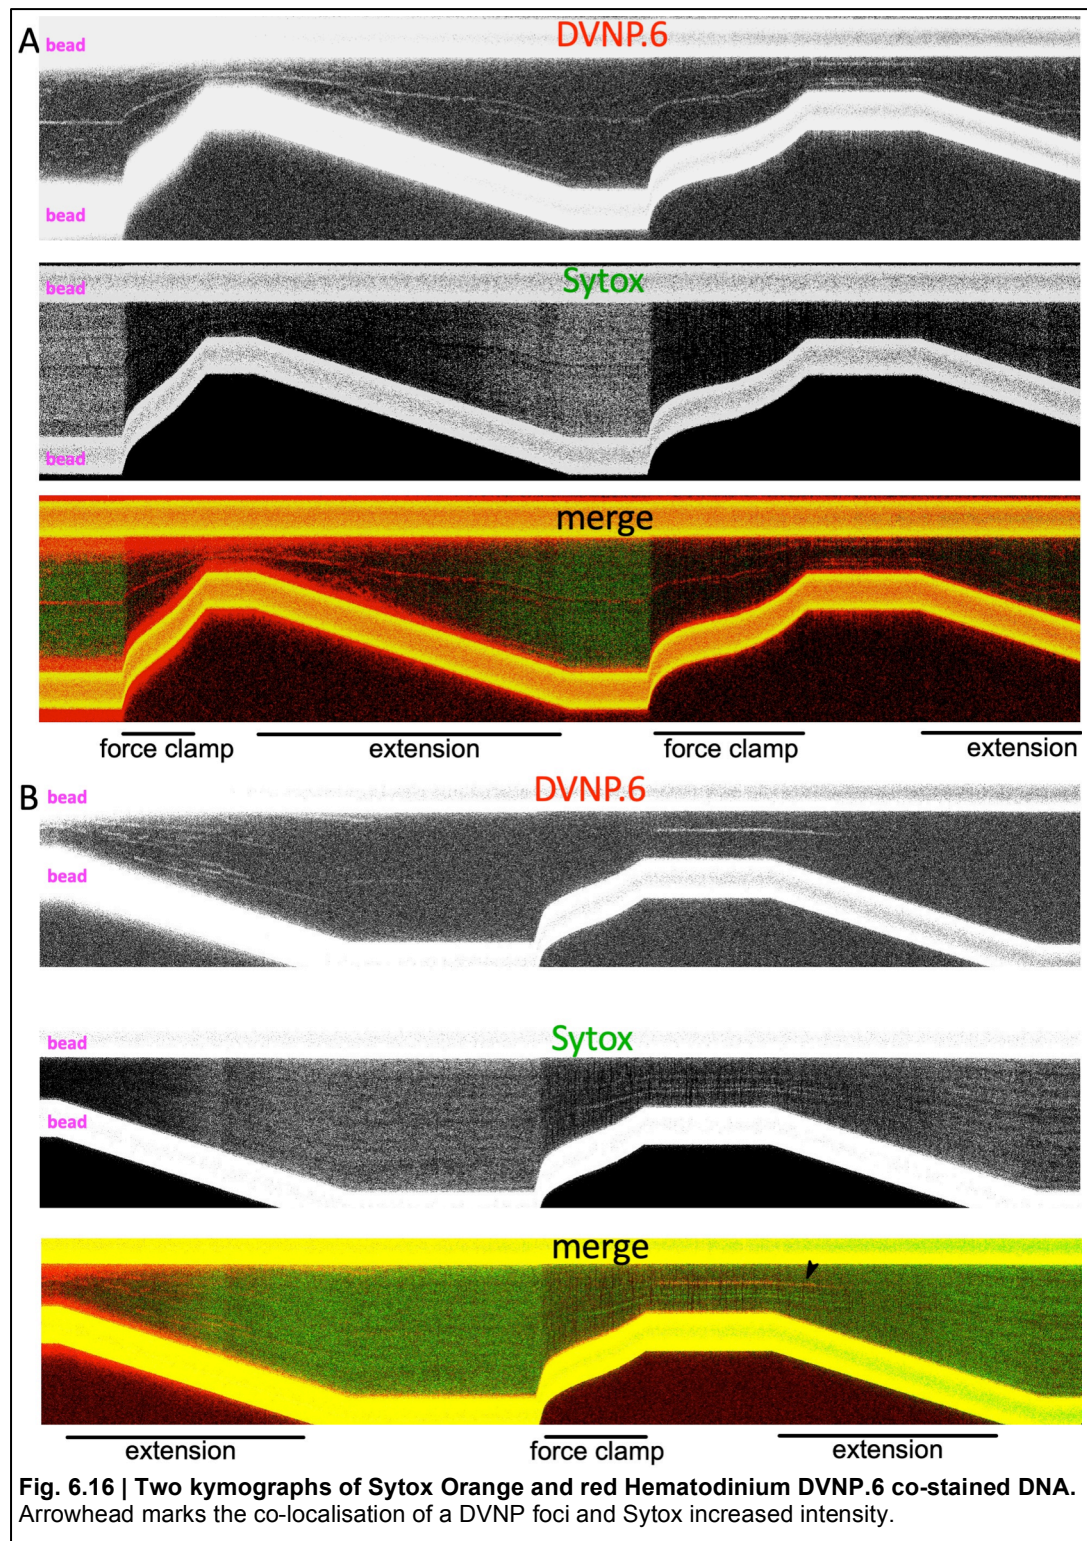 A
bead
DVNP.6
bead
bead
Sytox
bead
merge
force clamp extension force clamp extension
B
bead
DVNP.6
bead
bead
Sytox
bead
merge
extension force clamp extension
Fig. 6.16 | Two kymographs of Sytox Orange and red Hematodinium DVNP.6 co-stained DNA.
Arrowhead marks the co-localisation of a DVNP foci and Sytox increased intensity.